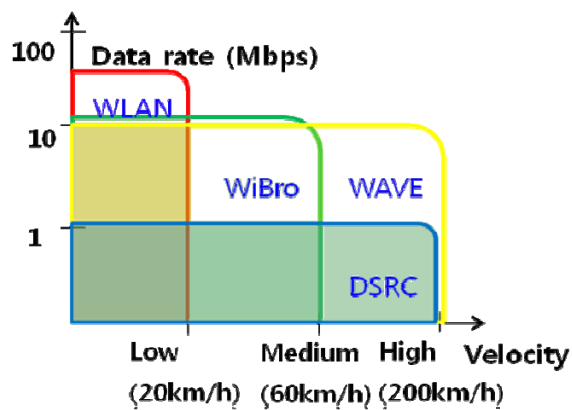 100
Data rate (Mbps)
WLAN
10
WiBro
WAVE
1
DSRC
Low
Medium
High
Velocity
(20km/h)
(60km/h)
(200km/h)